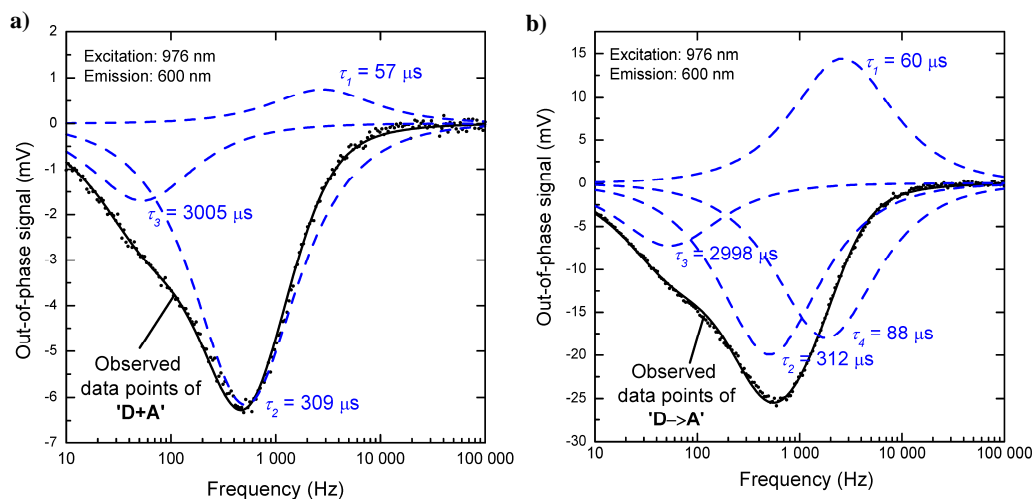 a)
Excitation: 976 nm
Emission: 600 nm
τ1 = 57 μs
τ3 = 3005 μs
τ2 = 309 μs
Observed
data points of
'D+A'
Out-of-phase signal (mV)
2
1
0
-1
-2
-3
-4
-5
-6
-7
10
100
1 000
10 000
100 000
Frequency (Hz)
b)
Excitation: 976 nm
Emission: 600 nm
τ1 = 60 μs
τ3 = 2998 μs
τ4 = 88 μs
τ2 = 312 μs
Observed
data points of
'D–>A'
Out-of-phase signal (mV)
15
10
5
0
-5
-10
-15
-20
-25
-30
10
100
1 000
10 000
100 000
Frequency (Hz)